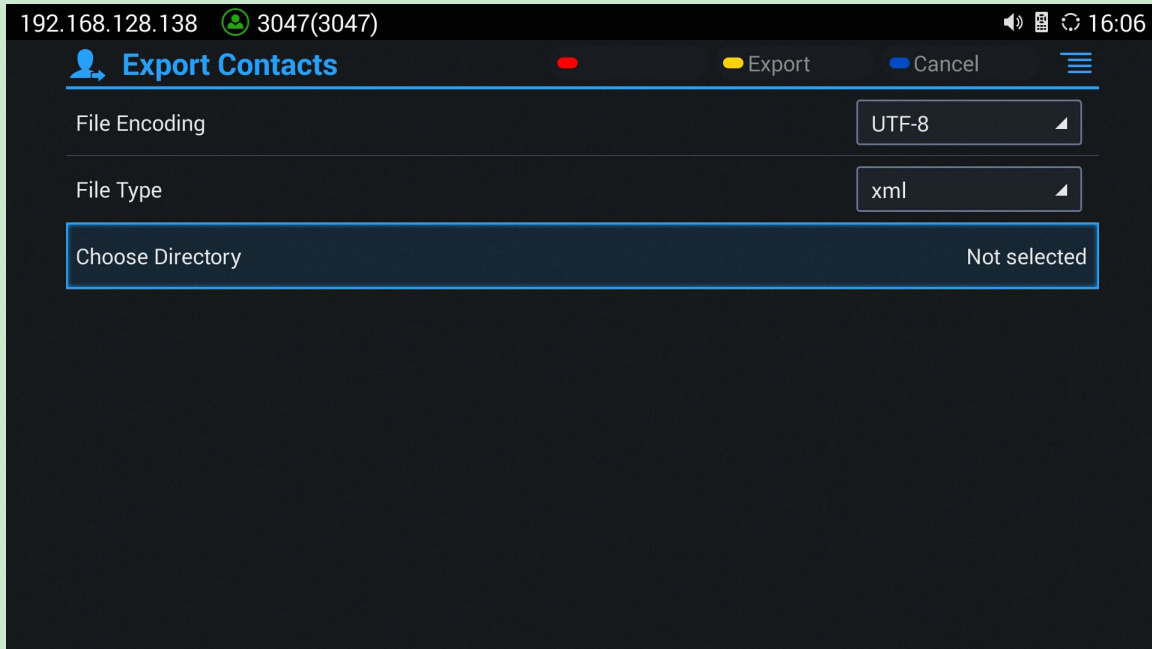 192.168.128.138 3047(3047) 16:06
Export Contacts Export Cancel
File Encoding UTF-8
File Type xml
Choose Directory Not selected